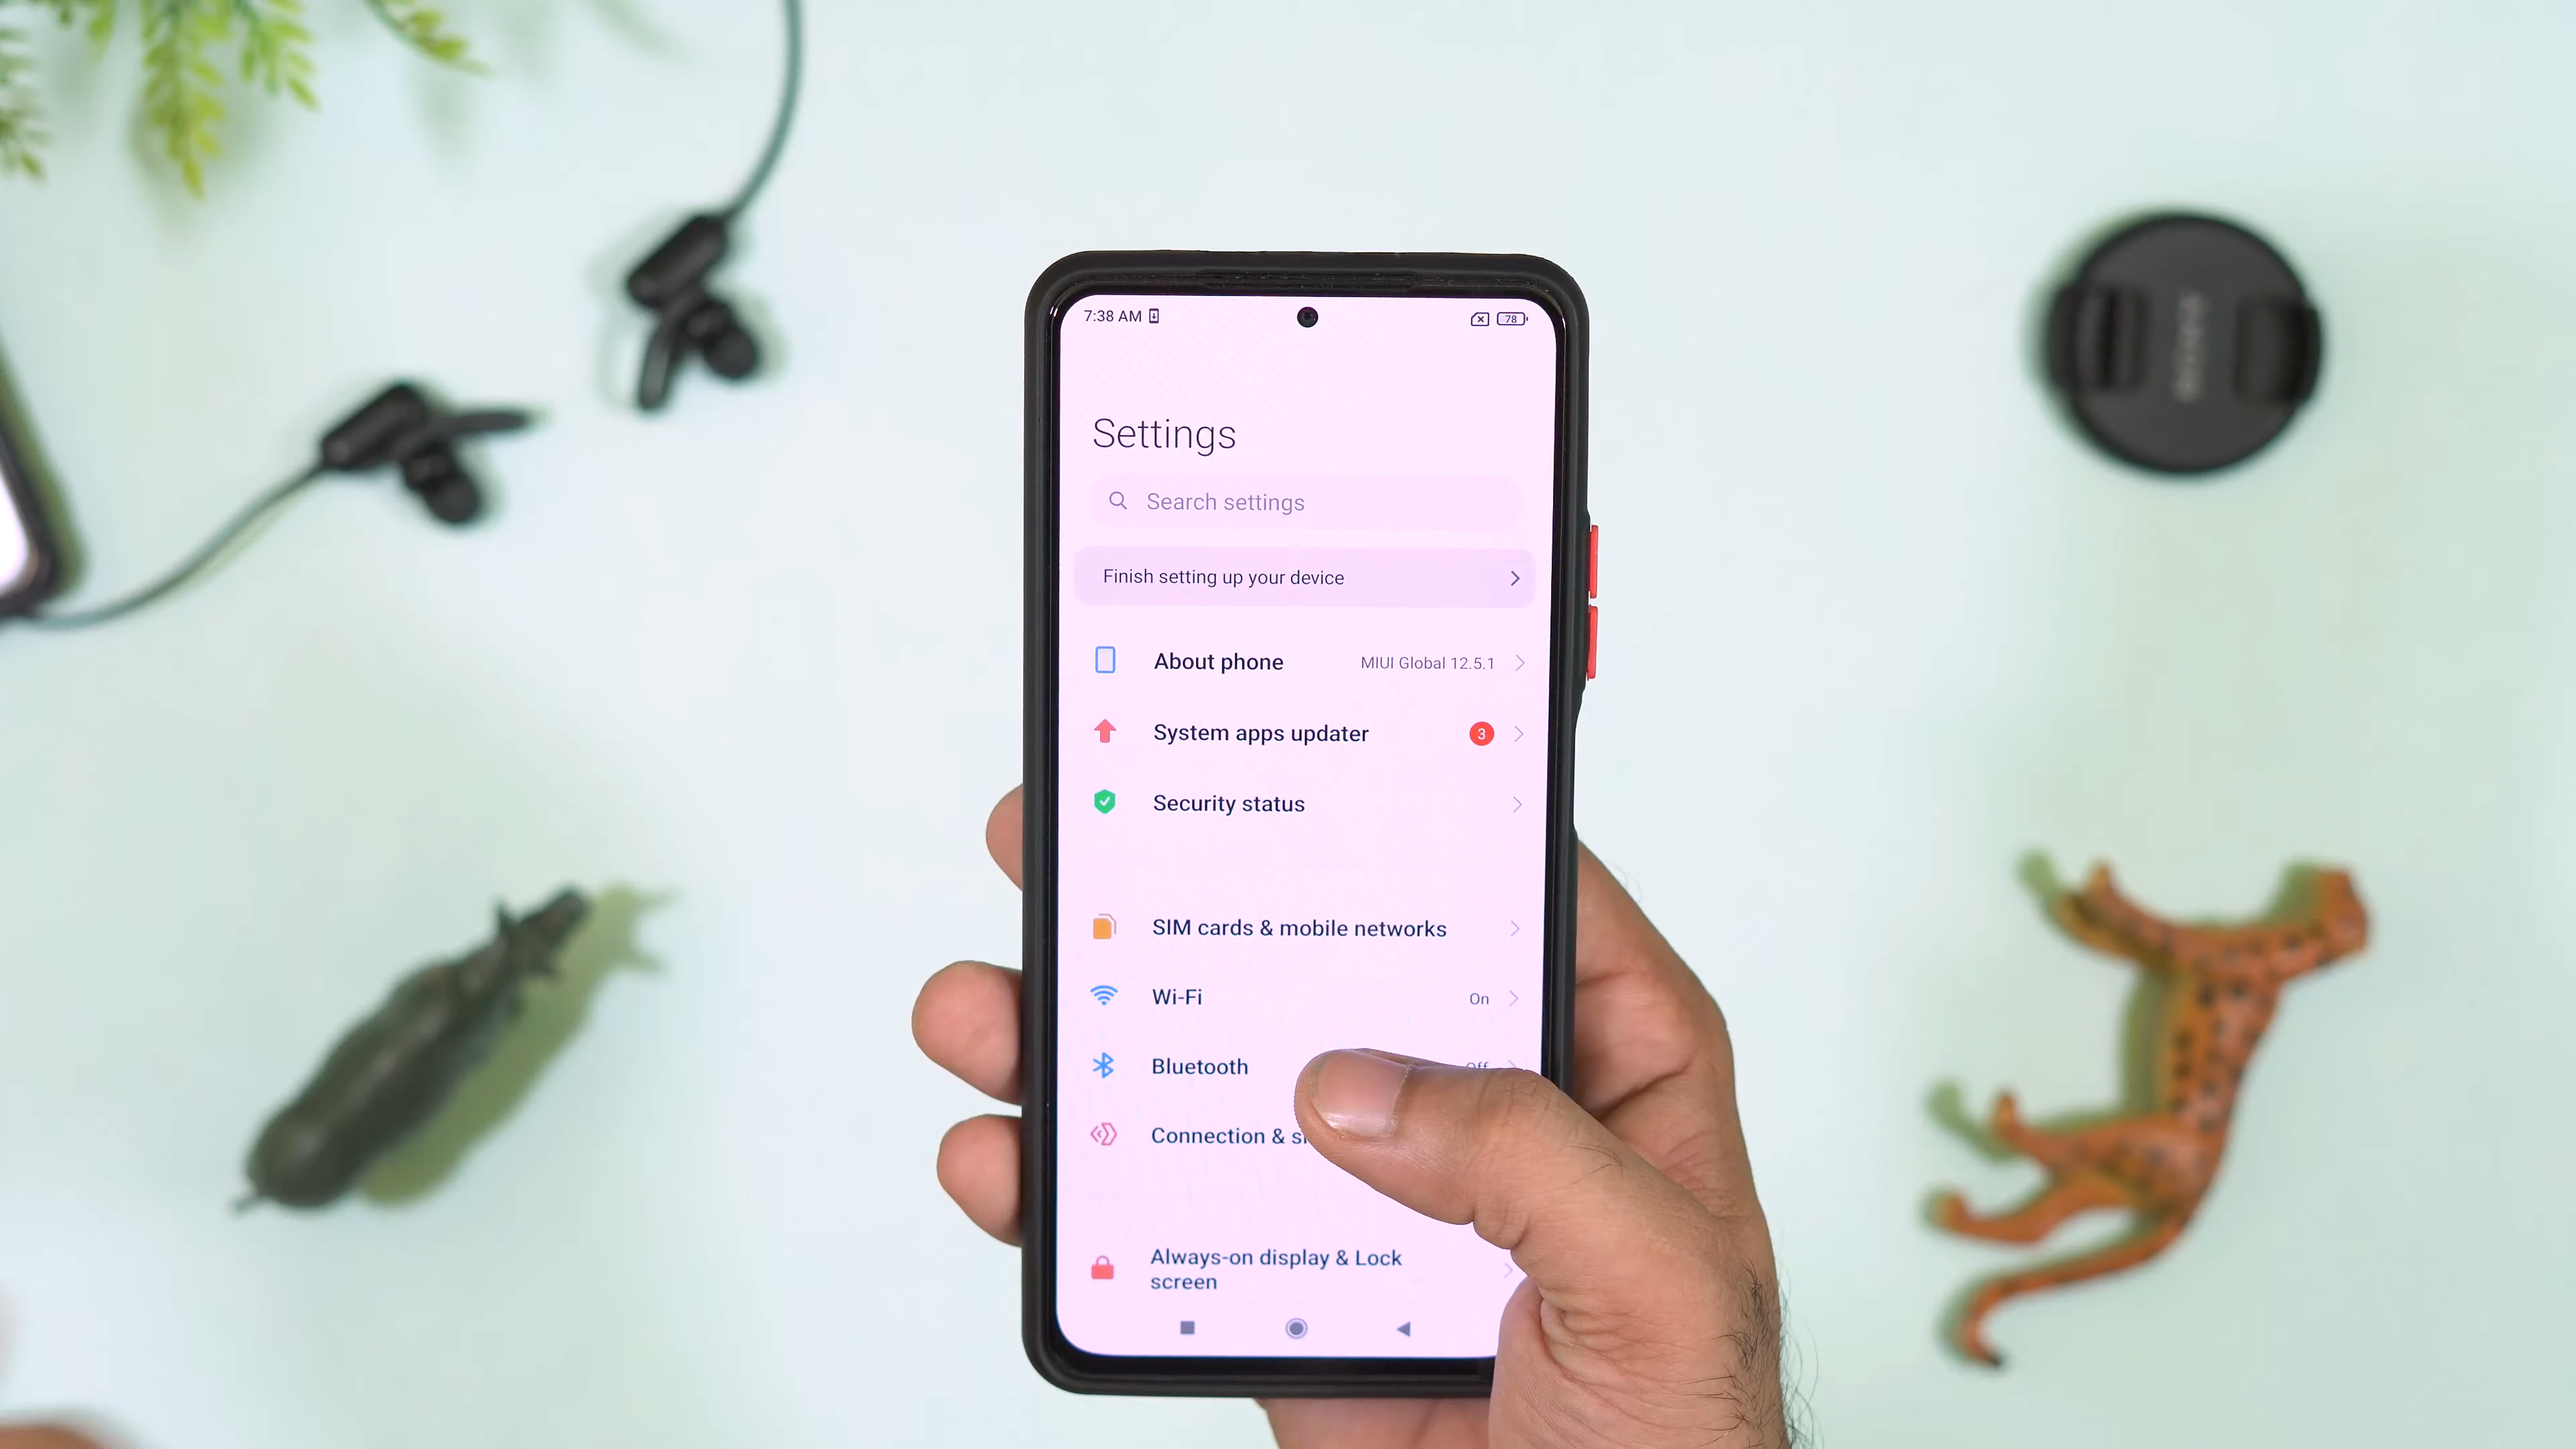 7:38 AM
78
Settings
Search settings
Finish setting up your device
About phone MIUI Global 12.5.1
System apps updater 3
Security status
SIM cards & mobile networks
Wi-Fi On
Bluetooth Off
Connection &
Always-on display & Lock
screen